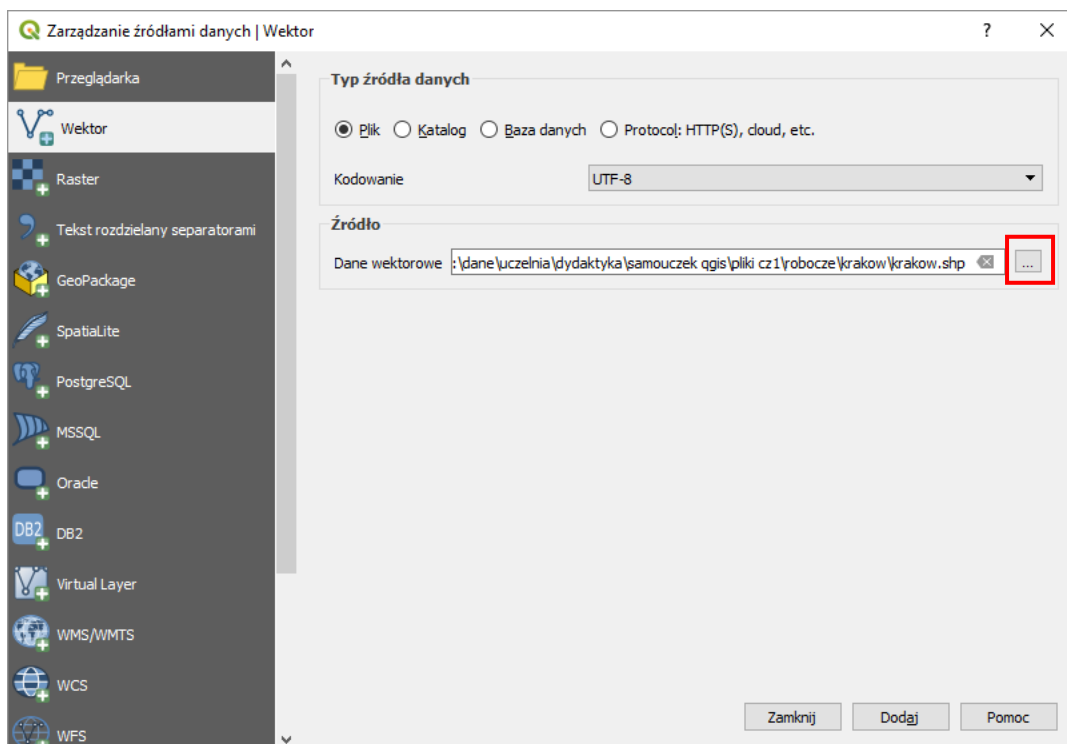 Zarządzanie źródłami danych | Wektor
?
Przeglądarka
Wektor
Raster
Tekst rozdzielany separatorami
GeoPackage
SpatiaLite
PostgreSQL
MSSQL
Oracle
DB2
DB2
Virtual Layer
WMS/WMTS
WCS
WFS
Typ źródła danych
Plik Katalog Baza danych Protocol: HTTP(S), cloud, etc.
Kodowanie UTF-8
Źródło
Dane wektorowe :\dane\uczelnia\dydaktyka\samouczek qgis\pliki cz1\robocze\krakow\krakow.shp ...
Zamknij Dodaj Pomoc